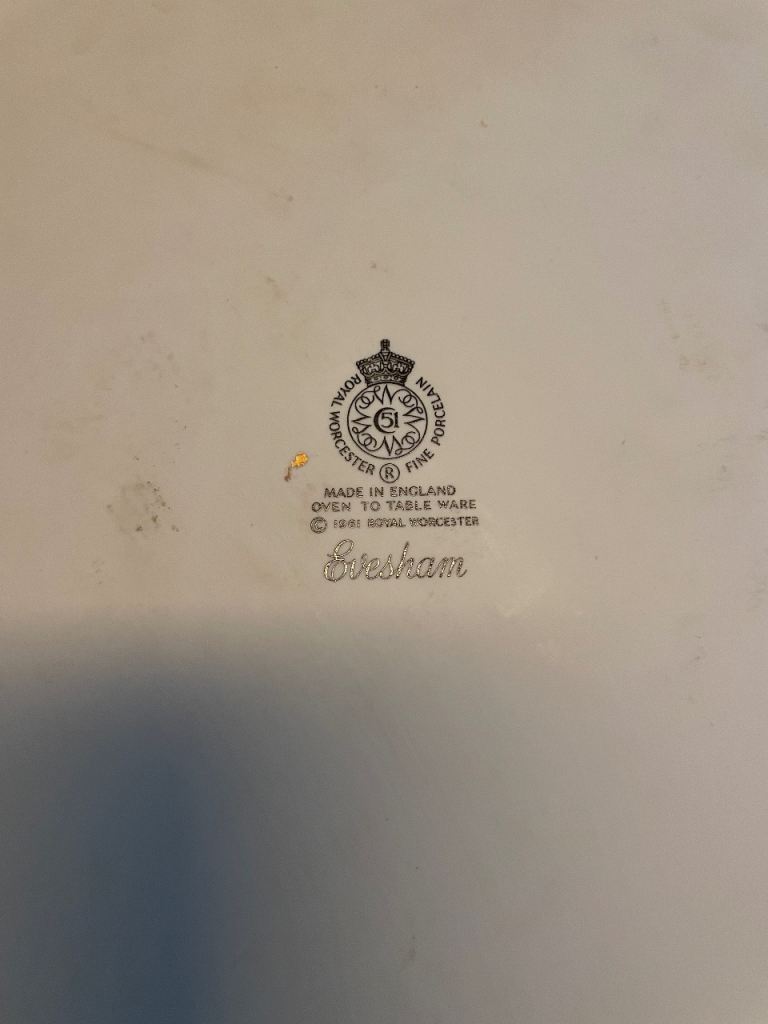 ROYAL WORCESTER ® FINE PORCELAIN
51
MADE IN ENGLAND
OVEN TO TABLE WARE
© 1961 ROYAL WORCESTER
Evesham